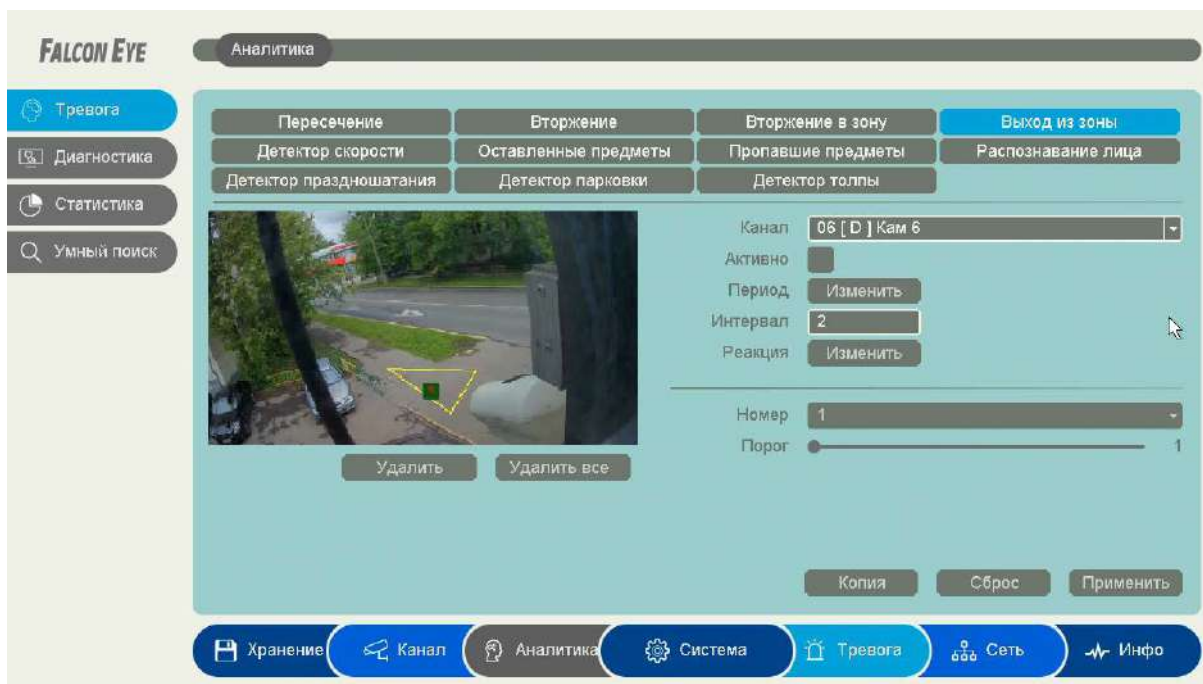 FALCON EYE
Аналитика
Тревога
Диагностика
Статистика
Умный поиск
Пересечение Вторжение Вторжение в зону Выход из зоны
Детектор скорости Оставленные предметы Пропавшие предметы Распознавание лица
Детектор праздношатания Детектор парковки Детектор толпы
Канал 06 [ D ] Кам 6
Активно
Период Изменить
Интервал 2
Реакция Изменить
Номер 1
Порог 1
Удалить Удалить все
Копия Сброс Применить
Хранение Канал Аналитика Система Тревога Сеть Инфо